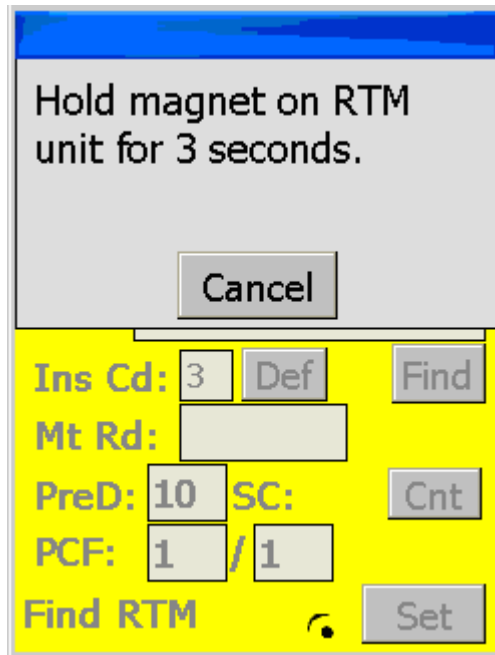 Hold magnet on RTM
unit for 3 seconds.
Cancel
Ins Cd: 3 Def Find
Mt Rd:
PreD: 10 SC: Cnt
PCF: 1 / 1
Find RTM Set